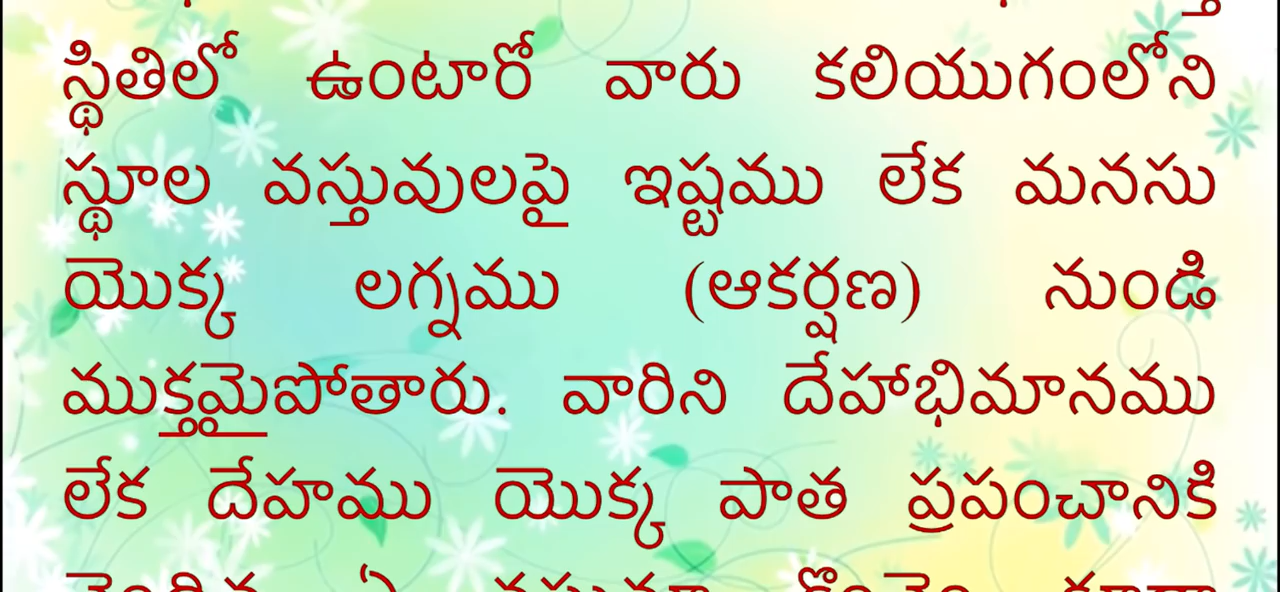 స్థితిలో ఉంటారో వారు కలియుగంలోని
స్థూల వస్తువులపై ఇష్టము లేక మనసు
యొక్క లగ్నము (ఆకర్షణ) నుండి
ముక్తమైపోతారు. వారిని దేహాభిమానము
లేక దేహము యొక్క పాత ప్రపంచానికి